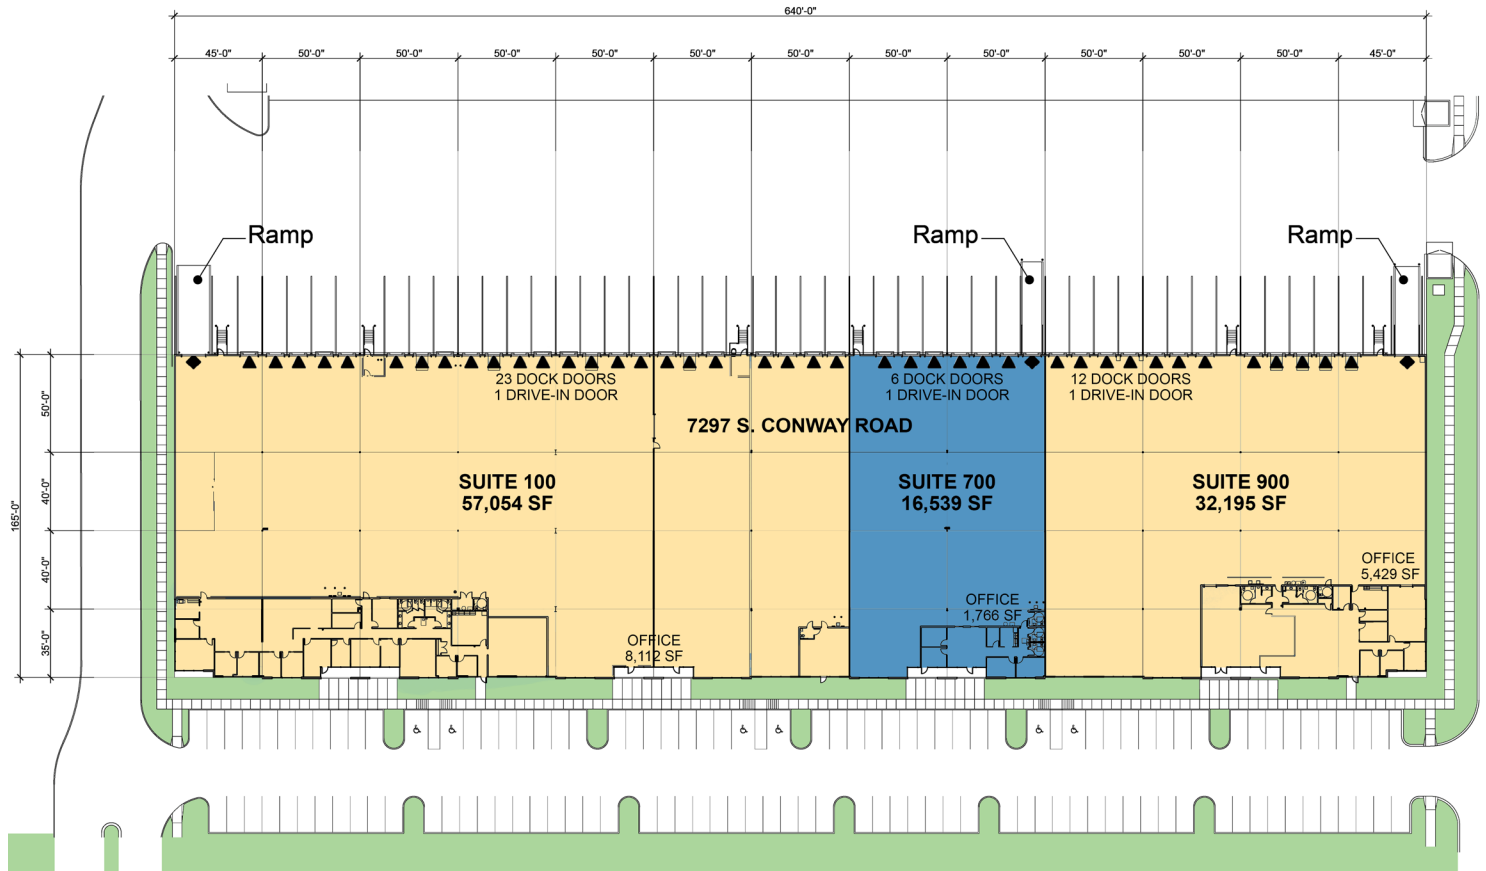 640'-0"
45'-0" 50'-0" 50'-0" 50'-0" 50'-0" 50'-0" 50'-0" 50'-0" 50'-0" 50'-0" 50'-0" 50'-0" 45'-0"
Ramp Ramp Ramp
23 DOCK DOORS
1 DRIVE-IN DOOR
6 DOCK DOORS
1 DRIVE-IN DOOR
12 DOCK DOORS
1 DRIVE-IN DOOR
7297 S. CONWAY ROAD
SUITE 100
57,054 SF
SUITE 700
16,539 SF
SUITE 900
32,195 SF
OFFICE
5,429 SF
OFFICE
1,766 SF
OFFICE
8,112 SF
165'-0"
50'-0"
40'-0"
40'-0"
35'-0"